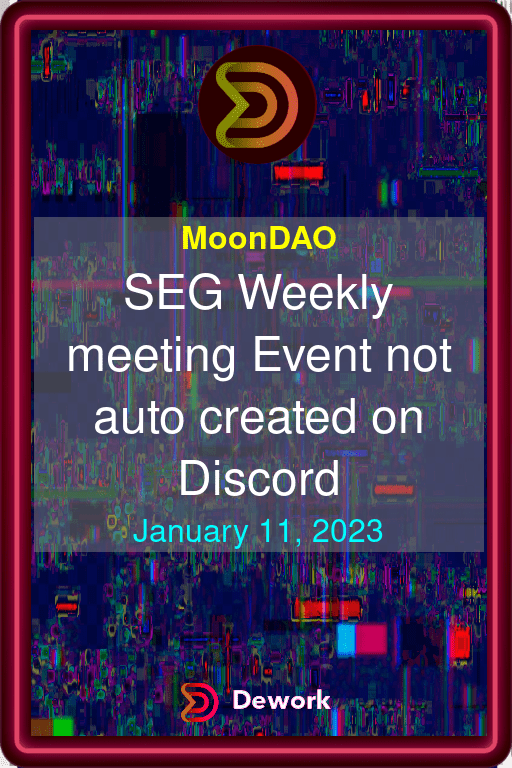 MoonDAO
SEG Weekly
meeting Event not
auto created on
Discord
January 11, 2023
Dework